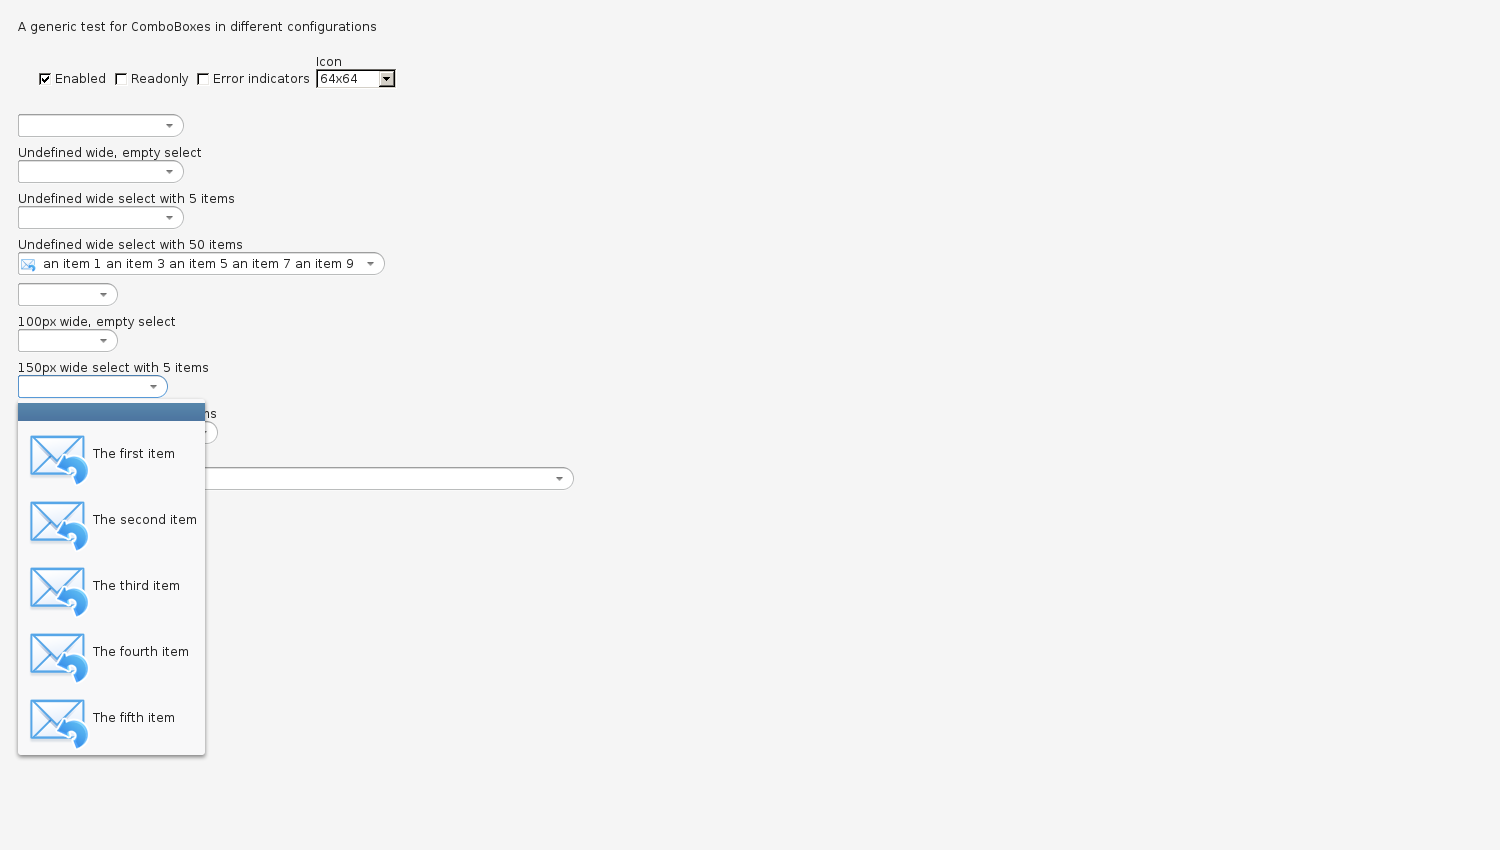 A generic test for ComboBoxes in different configurations
Icon
Enabled Readonly Error indicators 64x64
Undefined wide, empty select
Undefined wide select with 5 items
Undefined wide select with 50 items
an item 1 an item 3 an item 5 an item 7 an item 9
100px wide, empty select
150px wide select with 5 items
The first item
The second item
The third item
The fourth item
The fifth item